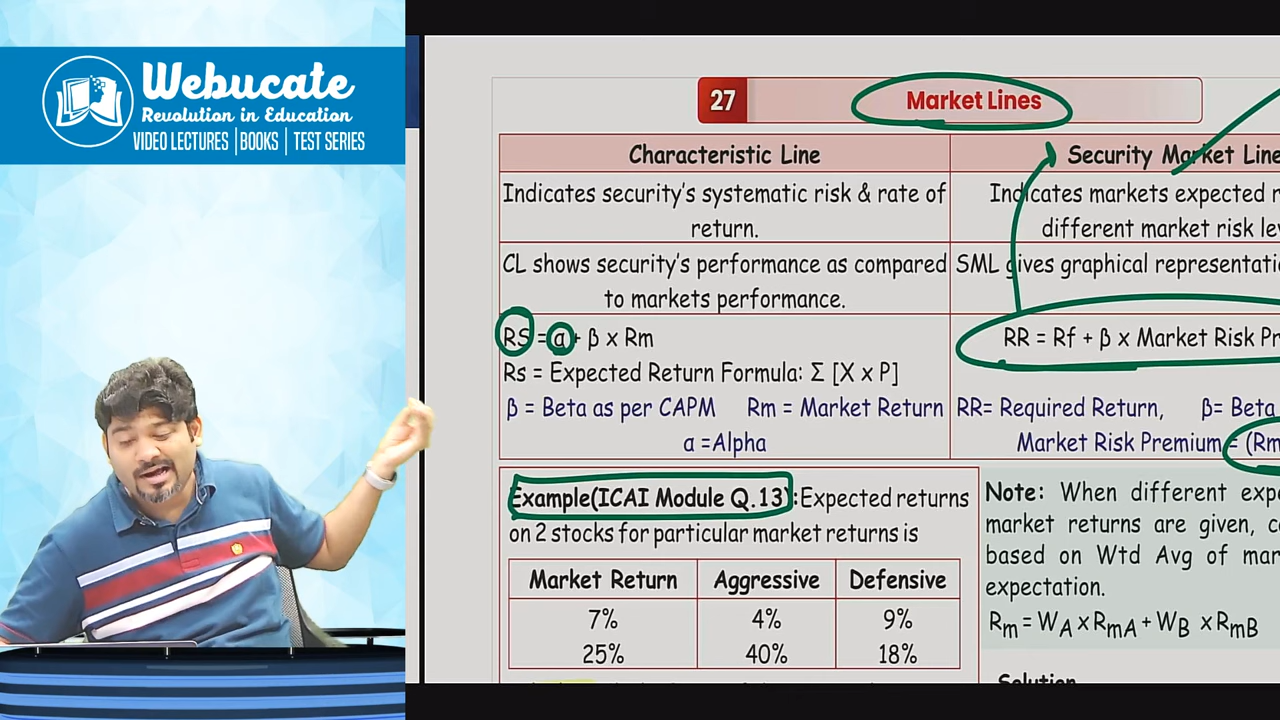 Webucate
Revolution in Education
VIDEO LECTURES | BOOKS | TEST SERIES
27
Market Lines
Characteristic Line
Security Market Line
Indicates security's systematic risk & rate of
return.
Indicates markets expected
different market risk
CL shows security's performance as compared
to markets performance.
SML gives graphical
RS = α + β x Rm
Rs = Expected Return Formula: Σ [X x P]
β = Beta as per CAPM Rm = Market Return
α =Alpha
RR = Rf + β x Market Risk
RR= Required Return, β= Beta
Market Risk Premium = (Rm
Example(ICAI Module Q.13):Expected returns
on 2 stocks for particular market returns is
Market Return Aggressive Defensive
7% 4% 9%
25% 40% 18%
Note: When different
market returns are given,
based on Wtd Avg of
expectation.
Rm = WA x RmA + WB x RmB
Solution